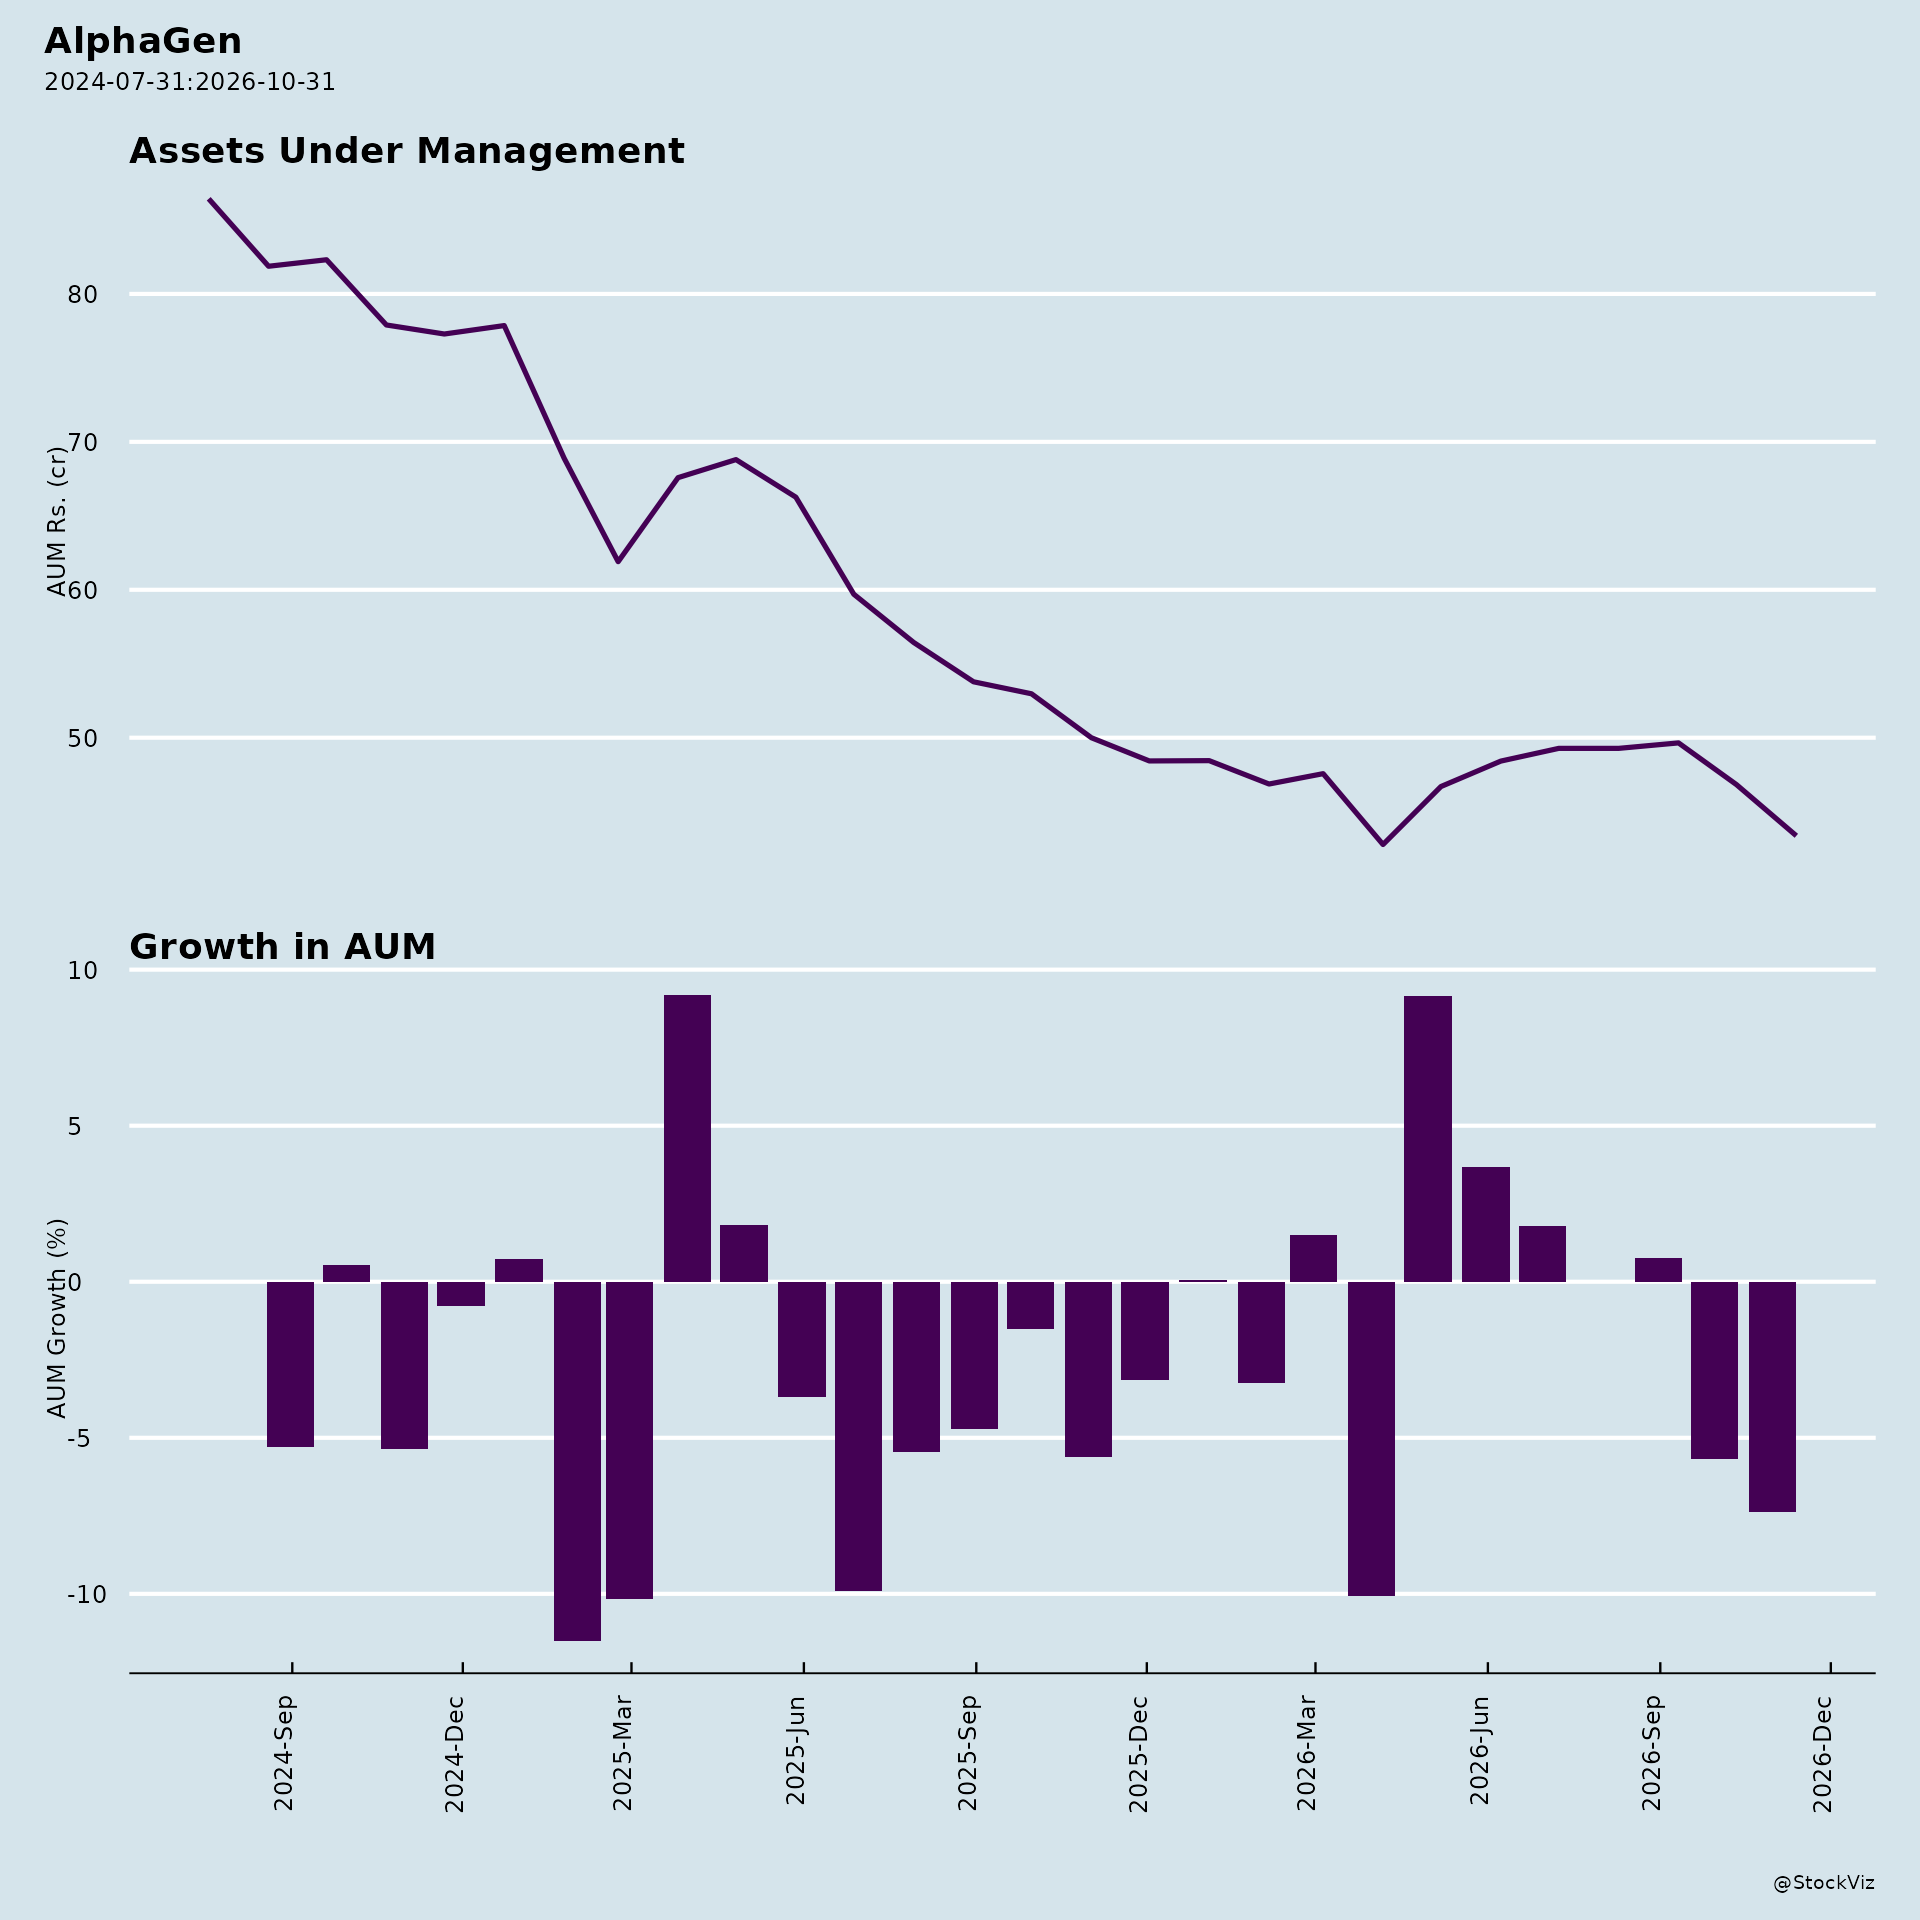 AlphaGen
2024-07-31:2026-10-31
Assets Under Management
80
70
60
50
AUM Rs. (cr)
Growth in AUM
10
5
0
-5
-10
AUM Growth (%)
2024-Sep
2024-Dec
2025-Mar
2025-Jun
2025-Sep
2025-Dec
2026-Mar
2026-Jun
2026-Sep
2026-Dec
@StockViz